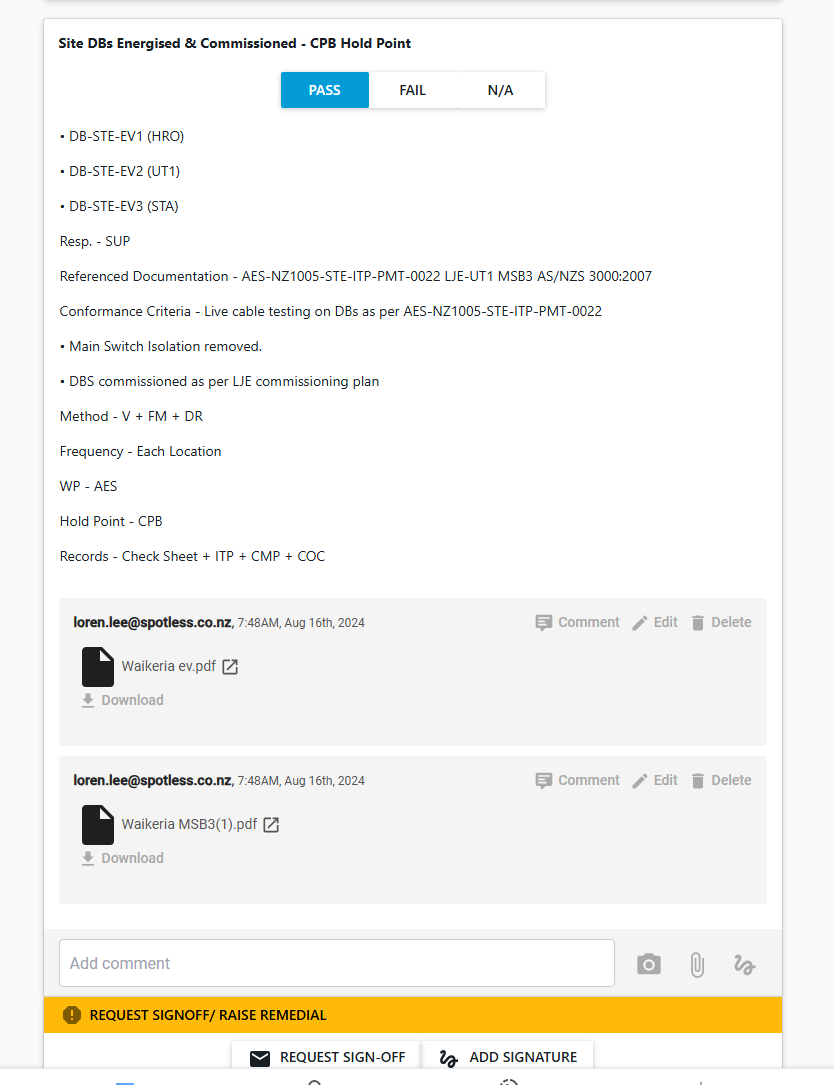 Site DBs Energised & Commissioned - CPB Hold Point
PASS FAIL N/A
• DB-STE-EV1 (HRO)
• DB-STE-EV2 (UT1)
• DB-STE-EV3 (STA)
Resp. - SUP
Referenced Documentation - AES-NZ1005-STE-ITP-PMT-0022 LJE-UT1 MSB3 AS/NZS 3000:2007
Conformance Criteria - Live cable testing on DBs as per AES-NZ1005-STE-ITP-PMT-0022
• Main Switch Isolation removed.
• DBS commissioned as per LJE commissioning plan
Method - V + FM + DR
Frequency - Each Location
WP - AES
Hold Point - CPB
Records - Check Sheet + ITP + CMP + COC
loren.lee@spotless.co.nz, 7:48AM, Aug 16th, 2024 Comment Edit Delete
Waikeria ev.pdf
Download
loren.lee@spotless.co.nz, 7:48AM, Aug 16th, 2024 Comment Edit Delete
Waikeria MSB3(1).pdf
Download
Add comment
REQUEST SIGNOFF/ RAISE REMEDIAL
REQUEST SIGN-OFF ADD SIGNATURE